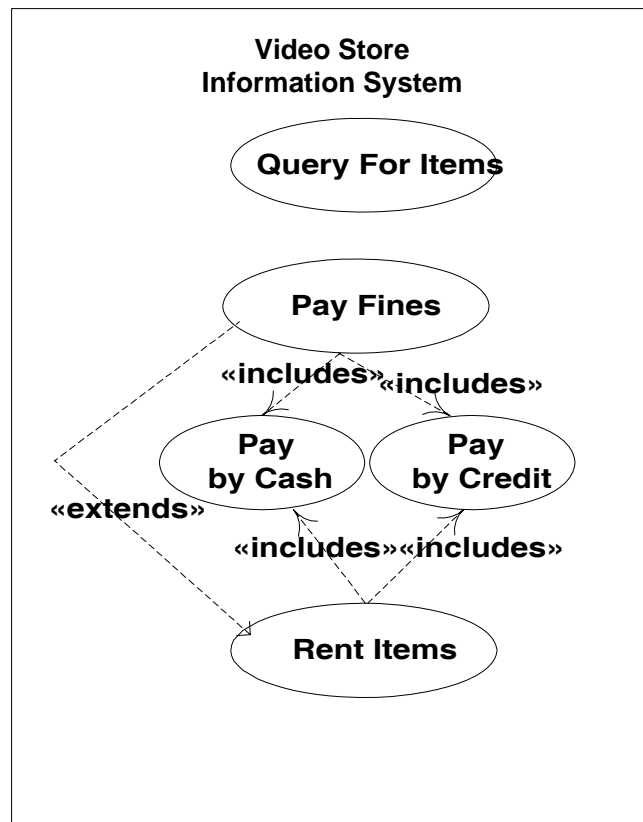 Video Store
Information System
Query For Items
Pay Fines
«includes»
«includes»
Pay
by Cash
Pay
by Credit
«extends»
«includes»
«includes»
Rent Items